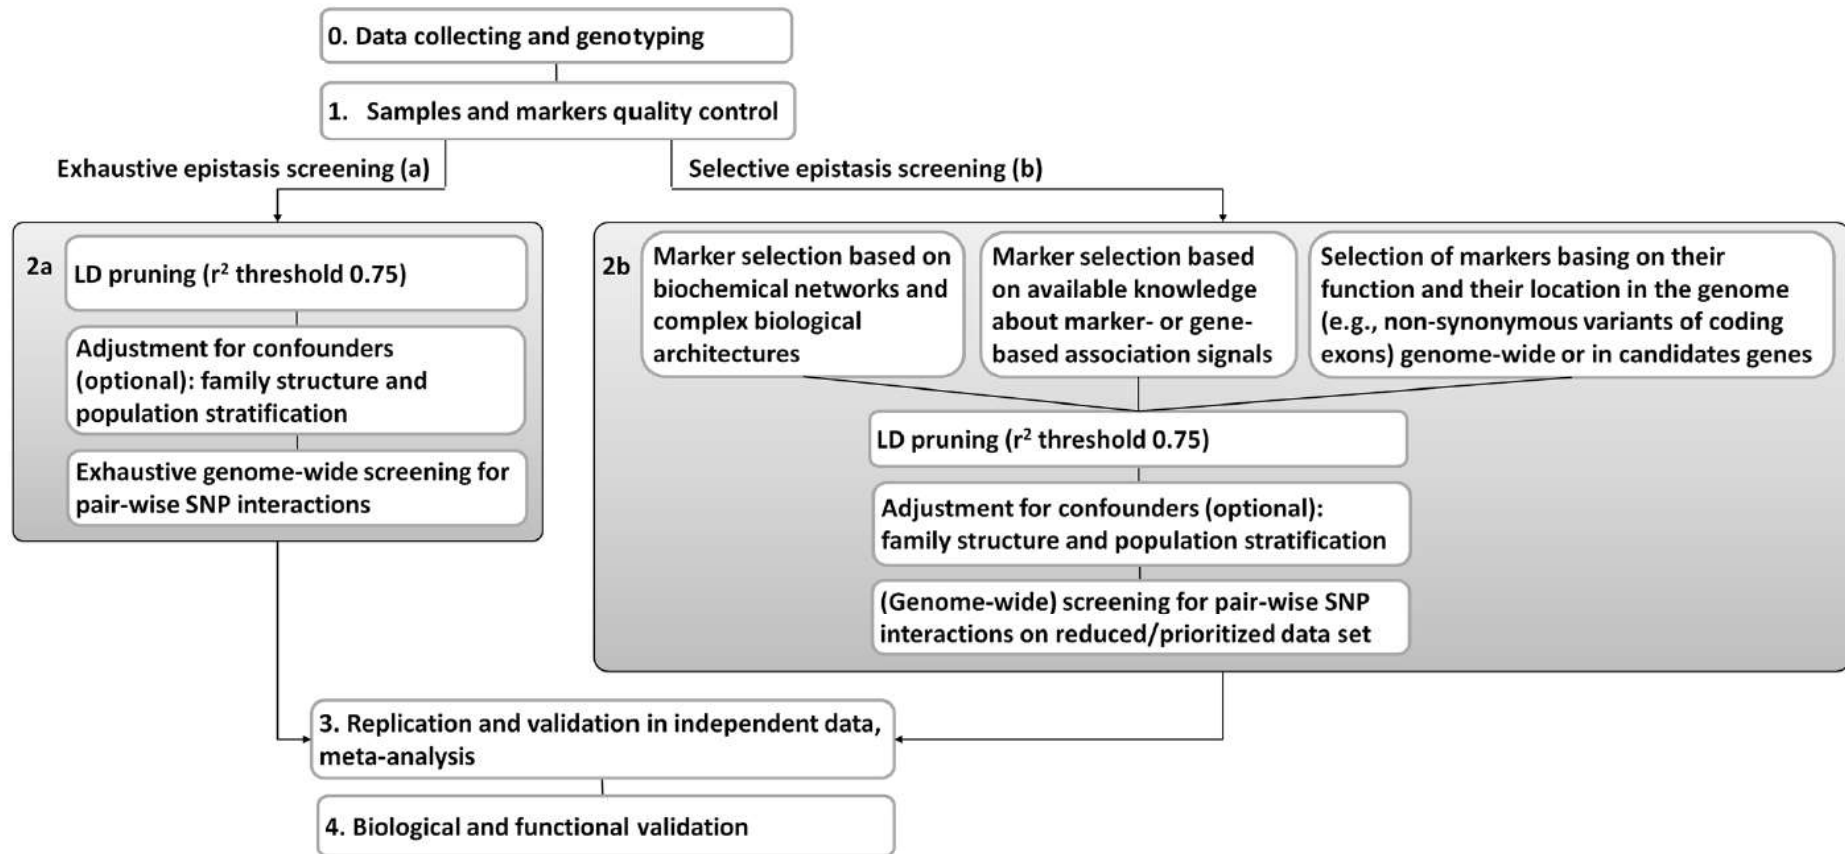 0. Data collecting and genotyping
1. Samples and markers quality control
Exhaustive epistasis screening (a)
Selective epistasis screening (b)
2a
LD pruning (r² threshold 0.75)
Adjustment for confounders
(optional): family structure and
population stratification
Exhaustive genome-wide screening for
pair-wise SNP interactions
2b
Marker selection based on
biochemical networks and
complex biological
architectures
Marker selection based
on available knowledge
about marker- or gene-
based association signals
Selection of markers basing on their
function and their location in the genome
(e.g., non-synonymous variants of coding
exons) genome-wide or in candidates genes
LD pruning (r² threshold 0.75)
Adjustment for confounders (optional):
family structure and population stratification
(Genome-wide) screening for pair-wise SNP
interactions on reduced/prioritized data set
3. Replication and validation in independent data,
meta-analysis
4. Biological and functional validation